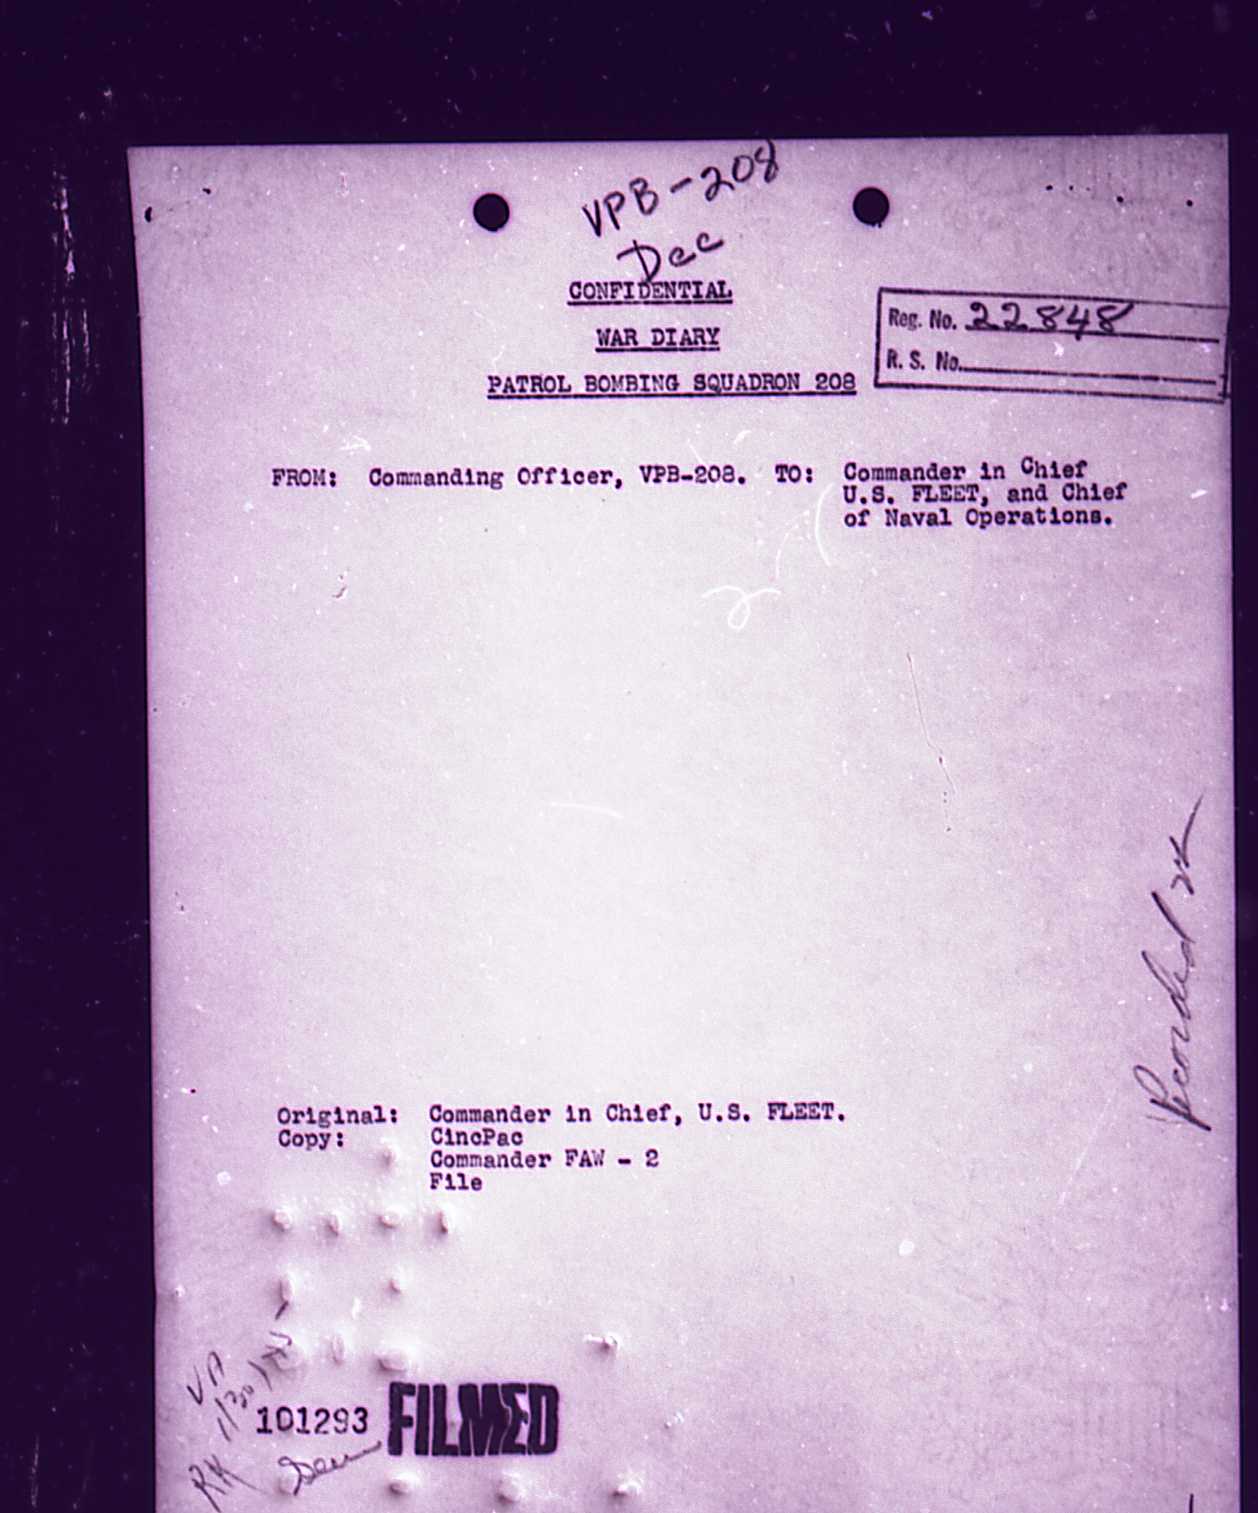 VPB-208
Dec
CONFIDENTIAL
WAR DIARY
PATROL BOMBING SQUADRON 208
Reg. No. 22848
R. S. No.
FROM: Commanding Officer, VPB-208. TO: Commander in Chief
U.S. FLEET, and Chief
of Naval Operations.
Recorded
Original: Commander in Chief, U.S. FLEET.
Copy: CincPac
Commander FAW - 2
File
101293 FILMED